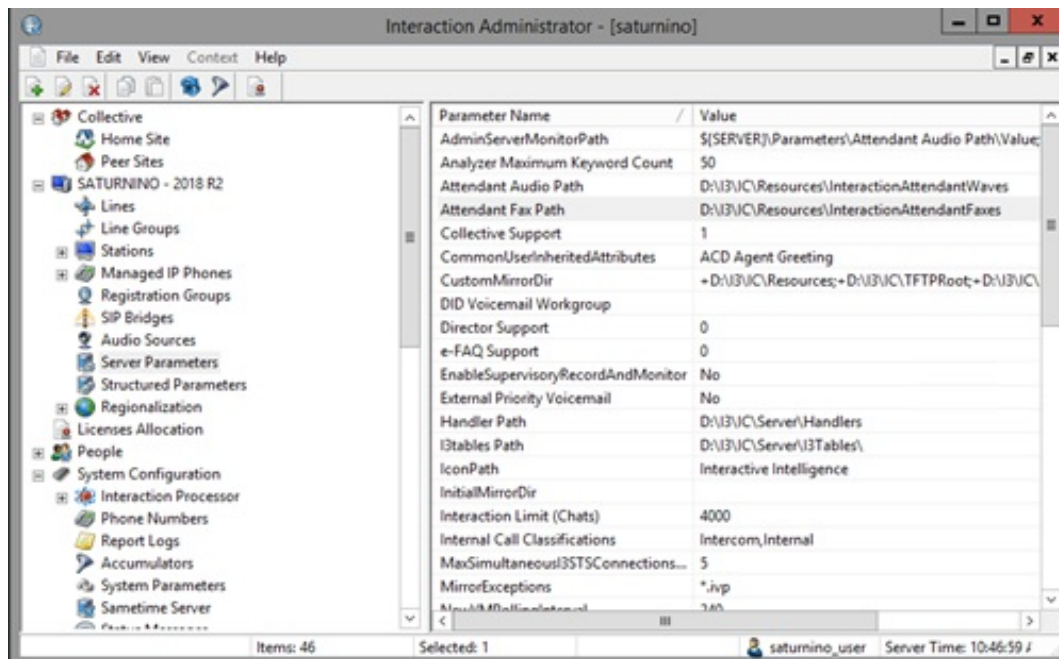 Interaction Administrator - [saturnino]
File Edit View Context Help
Collective
Home Site
Peer Sites
SATURNINO - 2018 R2
Lines
Line Groups
Stations
Managed IP Phones
Registration Groups
SIP Bridges
Audio Sources
Server Parameters
Structured Parameters
Regionalization
Licenses Allocation
People
System Configuration
Interaction Processor
Phone Numbers
Report Logs
Accumulators
System Parameters
Sametime Server
Parameter Name / Value
AdminServerMonitorPath $[SERVER]\Parameters\Attendant Audio Path\Value;
Analyzer Maximum Keyword Count 50
Attendant Audio Path D:\I3\IC\Resources\InteractionAttendantWaves
Attendant Fax Path D:\I3\IC\Resources\InteractionAttendantFaxes
Collective Support 1
CommonUserInheritedAttributes ACD Agent Greeting
CustomMirrorDir +D:\I3\IC\Resources;+D:\I3\IC\TFTPRoot;+D:\I3\IC\
DID Voicemail Workgroup
Director Support 0
e-FAQ Support 0
EnableSupervisoryRecordAndMonitor No
External Priority Voicemail No
Handler Path D:\I3\IC\Server\Handlers
I3tables Path D:\I3\IC\Server\I3Tables\
IconPath Interactive Intelligence
InitialMirrorDir
Interaction Limit (Chats) 4000
Internal Call Classifications Intercom,Internal
MaxSimultaneousI3STSConnections... 5
MirrorExceptions *.ivp
Items: 46 Selected: 1 saturnino_user Server Time: 10:46:59